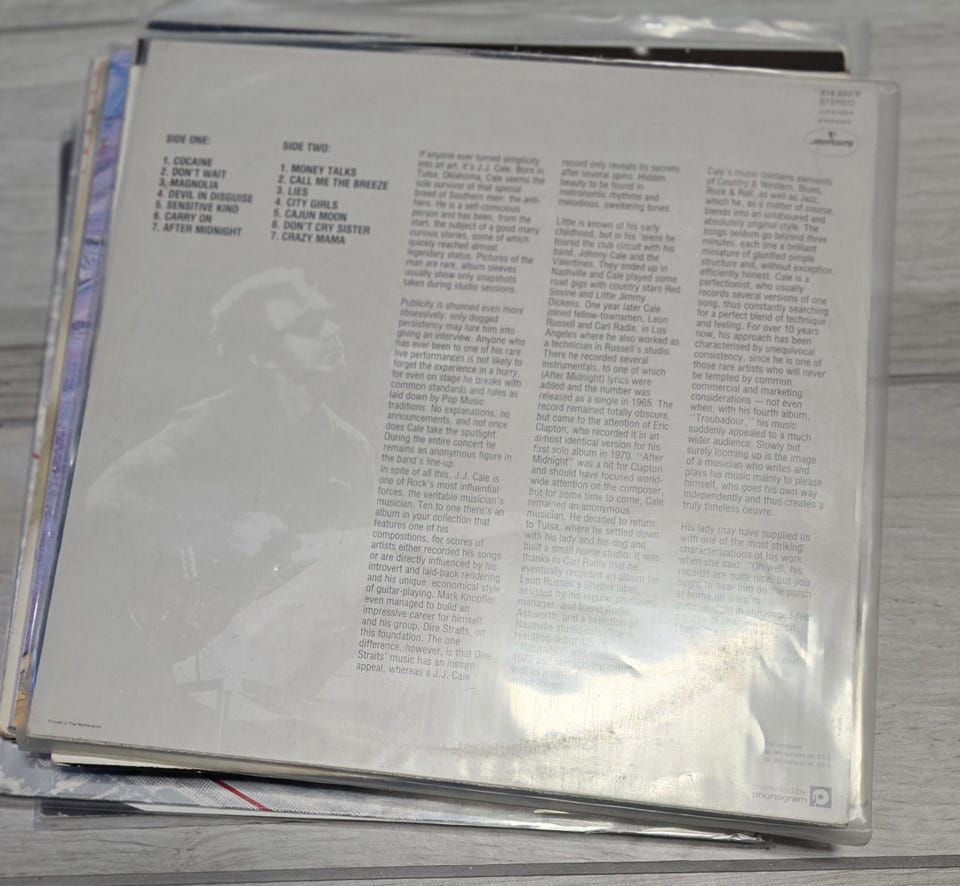 STEREO
mercury
SIDE ONE:
1. COCAINE
2. DON'T WAIT
3. MAGNOLIA
4. DEVIL IN DISGUISE
5. SENSITIVE KIND
6. CARRY ON
7. AFTER MIDNIGHT
SIDE TWO:
1. MONEY TALKS
2. CALL ME THE BREEZE
3. LIES
4. CITY GIRLS
5. CAJUN MOON
6. DON'T CRY SISTER
7. CRAZY MAMA
If anyone ever turned simplicity
into an art, it's J.J. Cale. Born in
Tulsa, Oklahoma, Cale seems the
sole survivor of that special
breed of Southern men: the anti-
hero. He is a self-conscious
person and has been, from the
start, the subject of a good many
curious stories, some of which
quickly reached almost
legendary status. Pictures of the
man are rare, album sleeves
usually show only snapshots
taken during studio sessions.
Publicity is shunned even more
obsessively: only dogged
persistency may lure him into
giving an interview. Anyone who
has ever been to one of his rare
live performances is not likely to
forget the experience in a hurry,
for even on stage he breaks with
common standards and rules as
laid down by Pop Music
traditions. No explanations, no
announcements, and not once
does Cale take the spotlight.
During the entire concert he
remains an anonymous figure in
the band's line-up.
In spite of all this, J.J. Cale is
one of Rock's most influential
forces, the veritable musician's
musician. Ten to one there's an
album in your collection that
features one of his
compositions, for scores of
artists either recorded his songs
or are directly influenced by his
introvert and laid-back rendering
and his unique, economical style
of guitar-playing. Mark Knopfler
even managed to build an
impressive career for himself
and his group, Dire Straits, on
this foundation. The one
difference, however, is that Dire
Straits' music has an instant
appeal, whereas a J.J. Cale
record only reveals its secrets
after several spins. Hidden
beauty to be found in
metronomic rhythms and
melodious, sweltering tunes.
Little is known of his early
childhood, but in his 'teens he
toured the club circuit with his
band, Johnny Cale and the
Valentines. They ended up in
Nashville and Cale played some
road gigs with country stars Red
Sovine and Little Jimmy
Dickens. One year later Cale
joined fellow-townsmen, Leon
Russell and Carl Radle, in Los
Angeles where he also worked as
a technician in Russell's studio.
There he recorded several
instrumentals, to one of which
(After Midnight) lyrics were
added and the number was
released as a single in 1965. The
record remained totally obscure,
but came to the attention of Eric
Clapton, who recorded it in an
almost identical version for his
first solo album in 1970. "After
Midnight" was a hit for Clapton
and should have focused world-
wide attention on the composer,
but for some time to come, Cale
remained an anonymous
musician. He decided to return
to Tulsa, where he settled down
with his lady and his dog and
built a small home studio. It was
thanks to Carl Radle that he
eventually recorded an album for
Leon Russell's Shelter label,
assisted by his regular producer,
manager, and friend Audie
Ashworth, and a selection of
Nashville studio
resulting debut
"Naturally" was
Cale's music contains elements
of Country & Western, Blues,
Rock & Roll, as well as Jazz,
which he, as a matter of course,
blends into an unlaboured and
absolutely original style. The
songs seldom go beyond three
minutes, each one a brilliant
miniature of glorified simple
structure and, without exception,
efficiently honest. Cale is a
perfectionist, who usually
records several versions of one
song, thus constantly searching
for a perfect blend of technique
and feeling. For over 10 years
now, his approach has been
characterised by unequivocal
consistency, since he is one of
those rare artists who will never
be tempted by common
commercial and marketing
considerations — not even
when, with his fourth album,
"Troubadour," his music
suddenly appealed to a much
wider audience. Slowly but
surely looming up is the image
of a musician who writes and
plays his music mainly to please
himself, who goes his own way
independently and thus creates a
truly timeless oeuvre.
His lady may have supplied us
with one of the most striking
characterizations of his work
when she said: "Oh well, his
records are quite nice, but you
ought to hear him on the porch
at home on a warm
Printed in The Netherlands
marketed by
phonogram